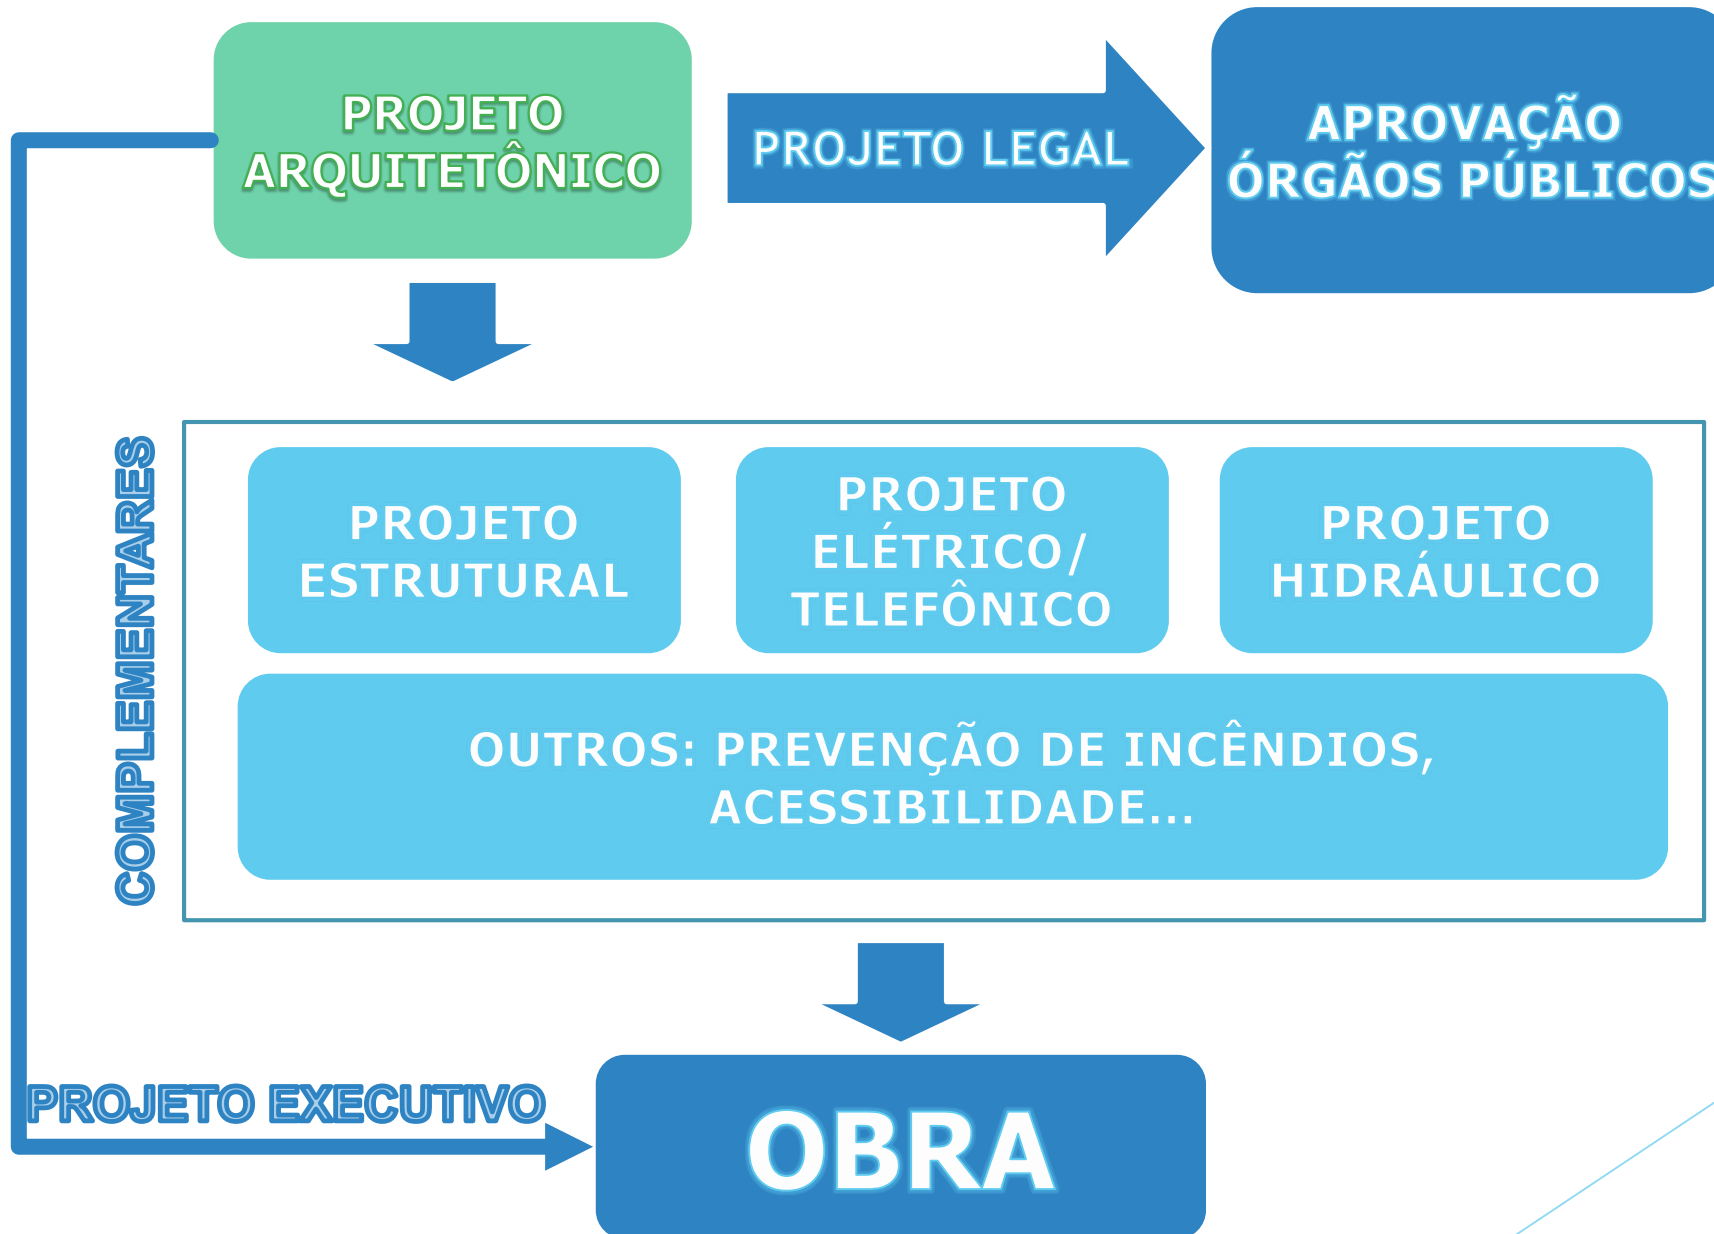 PROJETO
ARQUITETÔNICO
PROJETO LEGAL
APROVAÇÃO
ÓRGÃOS PÚBLICOS
COMPLEMENTARES
PROJETO
ESTRUTURAL
PROJETO
ELÉTRICO/
TELEFÔNICO
PROJETO
HIDRÁULICO
OUTROS: PREVENÇÃO DE INCÊNDIOS,
ACESSIBILIDADE...
PROJETO EXECUTIVO
OBRA